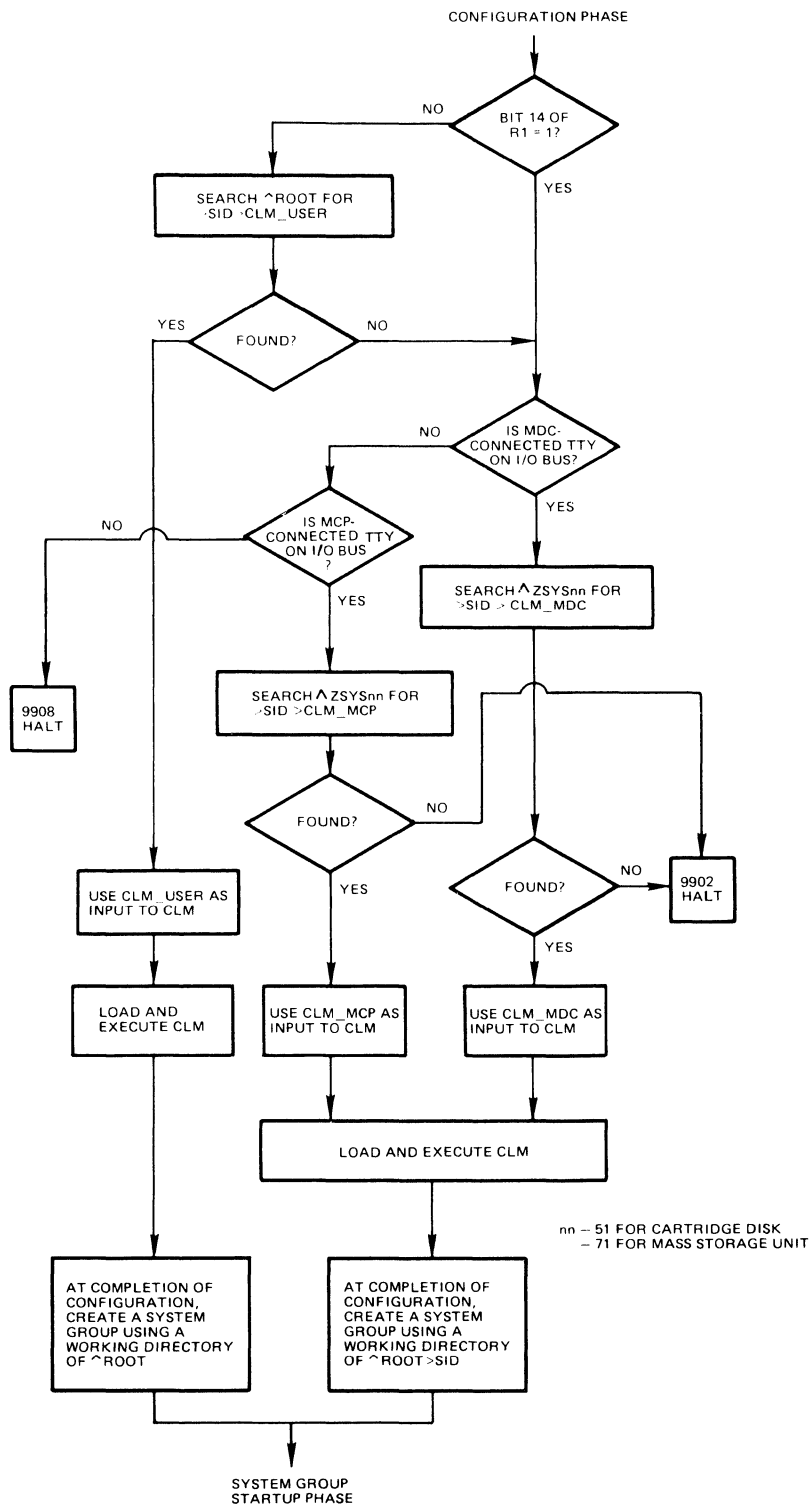 CONFIGURATION PHASE
NO
BIT 14 OF
R1 = 1?
YES
SEARCH ^ROOT FOR
>SID >CLM_USER
YES
FOUND?
NO
NO
IS MDC-
CONNECTED TTY
ON I/O BUS?
YES
NO
IS MCP-
CONNECTED TTY
ON I/O BUS
?
YES
SEARCH ^ZSYSnn FOR
>SID > CLM_MDC
9908
HALT
SEARCH ^ZSYSnn FOR
>SID >CLM_MCP
FOUND?
NO
YES
FOUND?
NO
9902
HALT
YES
USE CLM_USER AS
INPUT TO CLM
LOAD AND
EXECUTE CLM
USE CLM_MCP AS
INPUT TO CLM
USE CLM_MDC AS
INPUT TO CLM
LOAD AND EXECUTE CLM
nn – 51 FOR CARTRIDGE DISK
– 71 FOR MASS STORAGE UNIT
AT COMPLETION OF
CONFIGURATION,
CREATE A SYSTEM
GROUP USING A
WORKING DIRECTORY
OF ^ROOT
AT COMPLETION OF
CONFIGURATION,
CREATE A SYSTEM
GROUP USING A
WORKING DIRECTORY
OF ^ROOT>SID
SYSTEM GROUP
STARTUP PHASE